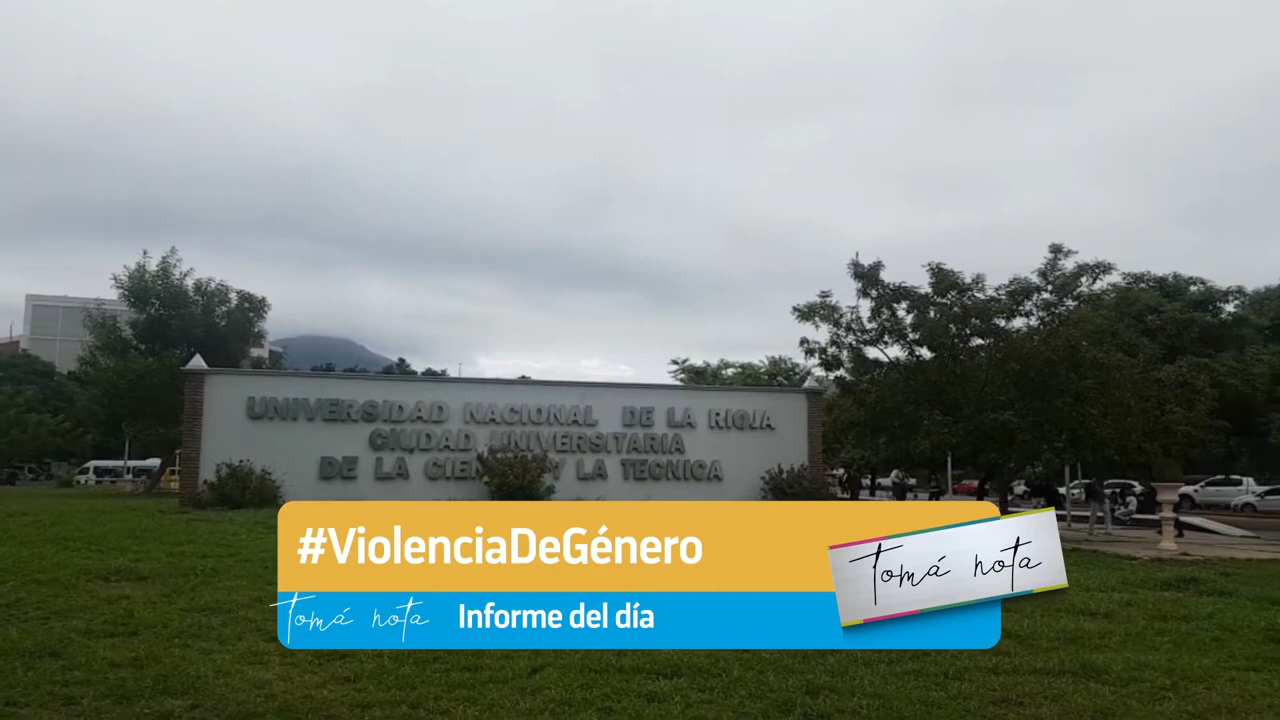 UNIVERSIDAD NACIONAL DE LA RIOJA
CIUDAD UNIVERSITARIA
DE LA CIENCIA Y LA TECNICA
#ViolenciaDeGénero
tomá nota
tomá nota Informe del día